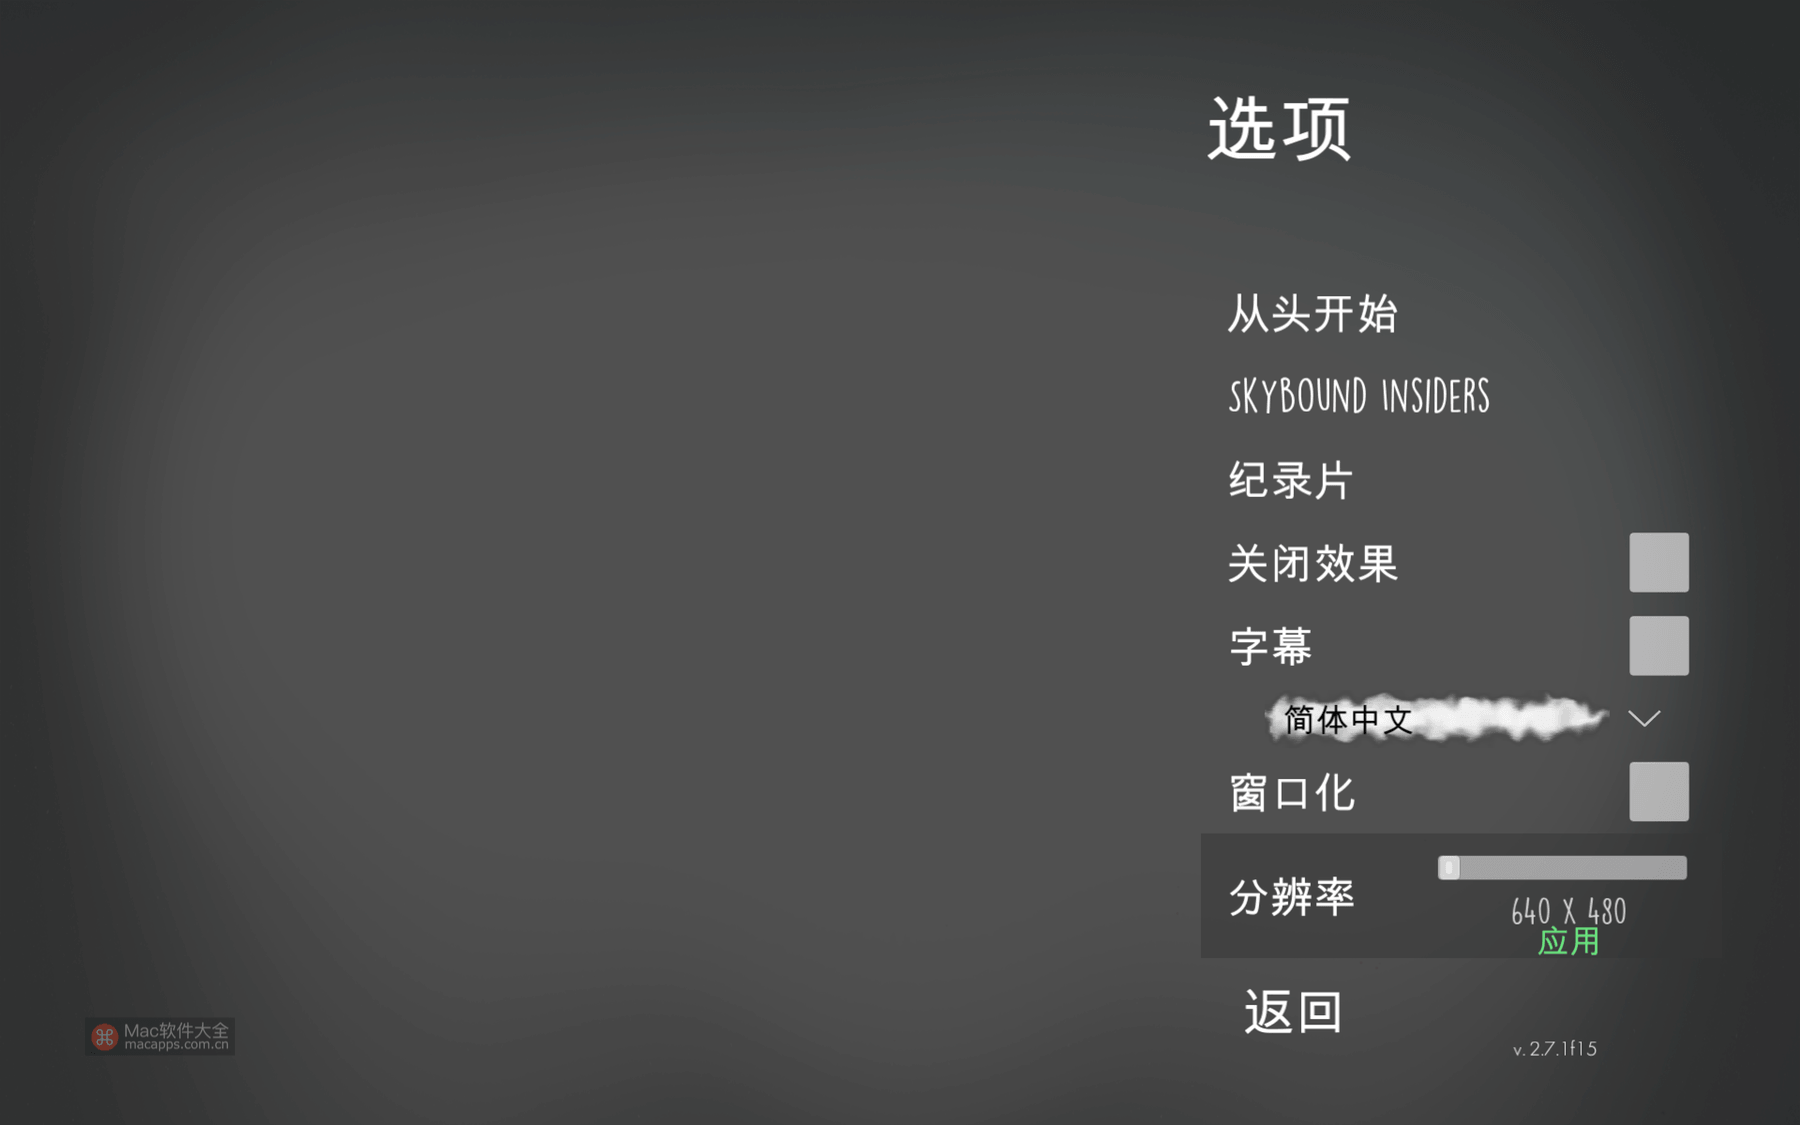 选项
从头开始
SKYBOUND INSIDERS
纪录片
关闭效果
字幕
简体中文
窗口化
分辨率
640 X 480
应用
返回
v. 2.7.1f15
Mac软件大全
macapps.com.cn